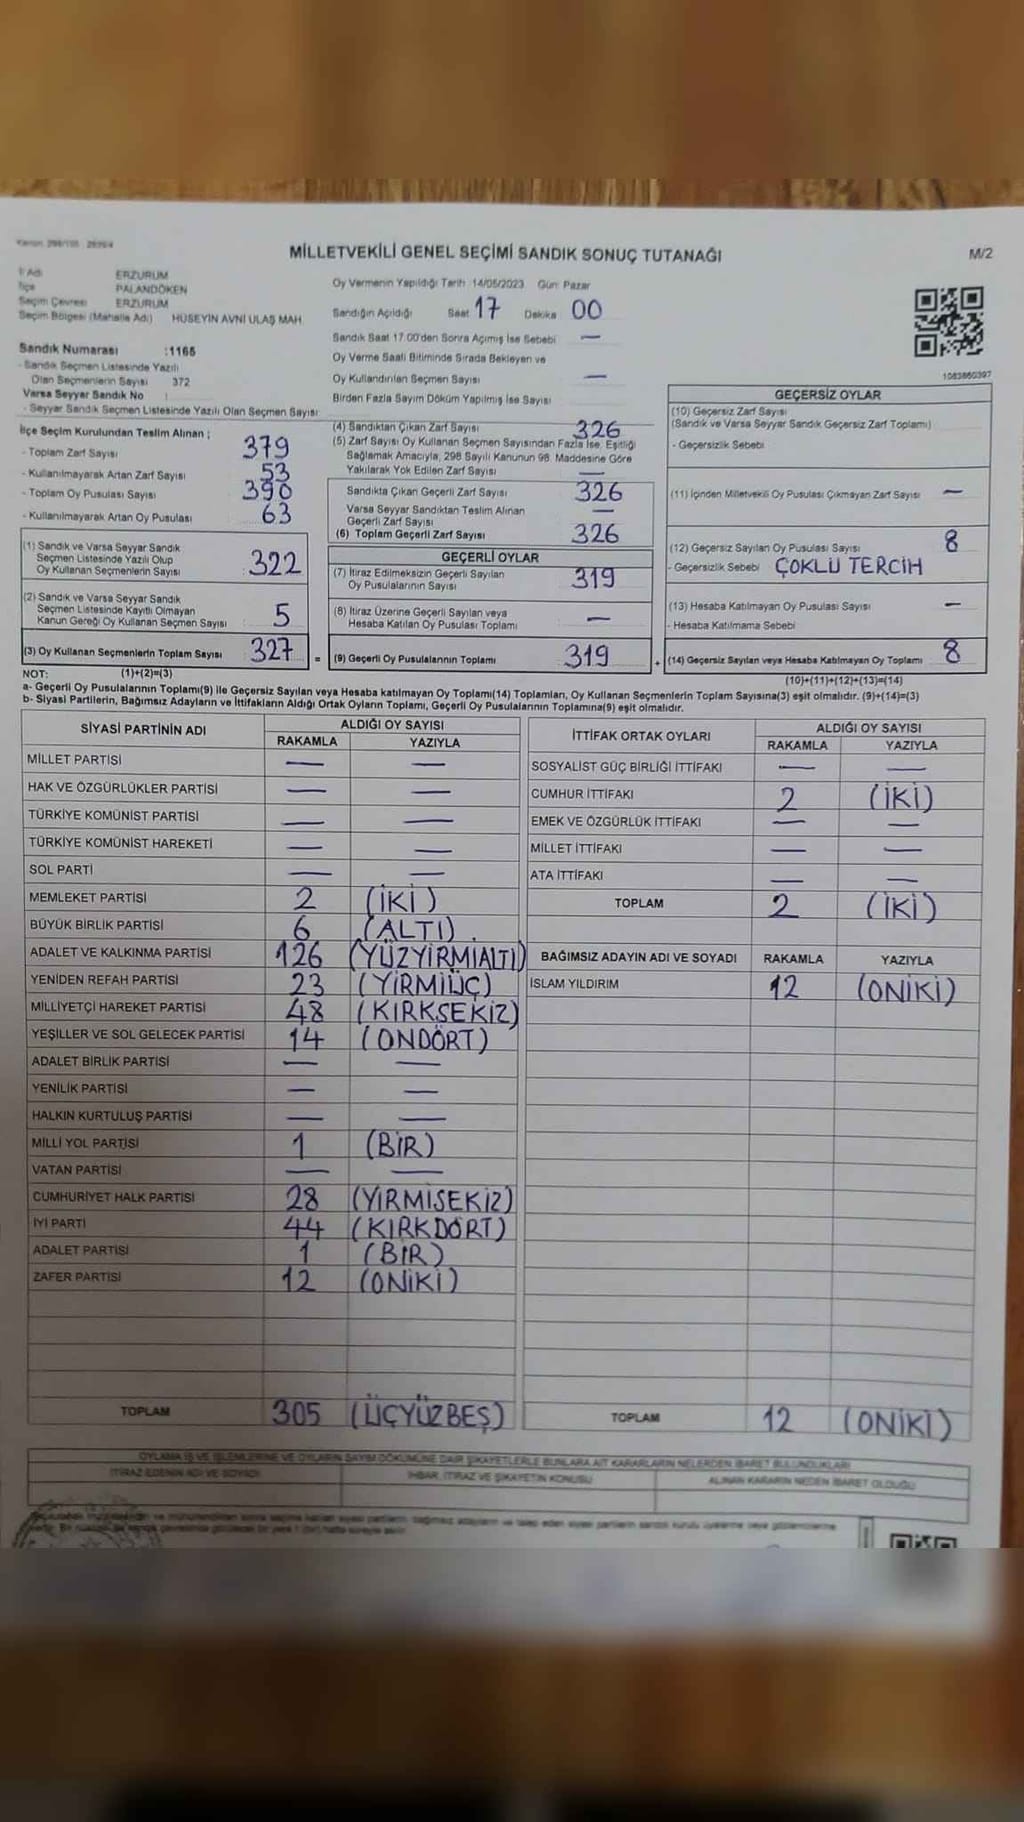 MİLLETVEKİLİ GENEL SEÇİMİ SANDIK SONUÇ TUTANAĞI
M/2
İl Adı ERZURUM
İlçe PALANDÖKEN
Seçim Çevresi ERZURUM
Seçim Bölgesi (Mahalle Adı) HÜSEYİN AVNİ ULAŞ MAH.
Sandık Numarası :1165
- Sandık Seçmen Listesinde Yazılı
Olan Seçmenlerin Sayısı 372
Varsa Seyyar Sandık No
- Seyyar Sandık Seçmen Listesinde Yazılı Olan Seçmen Sayısı
Oy Vermenin Yapıldığı Tarih 14/05/2023 Gün: Pazar
Sandığın Açıldığı Saat 17 Dakika 00
Sandık Saat 17.00'den Sonra Açımış İse Sebebi —
Oy Verme Saati Bitiminde Sırada Bekleyen ve
Oy Kullandırılan Seçmen Sayısı —
Birden Fazla Sayım Döküm Yapılmış İse Sayısı
1083860397
İlçe Seçim Kurulundan Teslim Alınan ;
- Toplam Zarf Sayısı 379
- Kullanılmayarak Artan Zarf Sayısı 53
- Toplam Oy Pusulası Sayısı 390
- Kullanılmayarak Artan Oy Pusulası 63
(1) Sandık ve Varsa Seyyar Sandık
Seçmen Listesinde Yazılı Olup
Oy Kullanan Seçmenlerin Sayısı 322
(2) Sandık ve Varsa Seyyar Sandık
Seçmen Listesinde Kayıtlı Olmayan
Kanun Gereği Oy Kullanan Seçmen Sayısı : 5
(3) Oy Kullanan Seçmenlerin Toplam Sayısı 327 =
(4) Sandıktan Çıkan Zarf Sayısı 326
(5) Zarf Sayısı Oy Kullanan Seçmen Sayısından Fazla İse, Eşitliği
Sağlamak Amacıyla, 298 Sayılı Kanunun 98. Maddesine Göre
Yakılarak Yok Edilen Zarf Sayısı —
Sandıkta Çıkan Geçerli Zarf Sayısı 326
Varsa Seyyar Sandıktan Teslim Alınan
Geçerli Zarf Sayısı —
(6) Toplam Geçerli Zarf Sayısı 326
GEÇERLİ OYLAR
(7) İtiraz Edilmeksizin Geçerli Sayılan
Oy Pusulalarının Sayısı 319
(8) İtiraz Üzerine Geçerli Sayılan veya
Hesaba Katılan Oy Pusulası Toplamı —
(9) Geçerli Oy Pusulalarının Toplamı 319 +
GEÇERSİZ OYLAR
(10) Geçersiz Zarf Sayısı
(Sandık ve Varsa Seyyar Sandık Geçersiz Zarf Toplamı)
- Geçersizlik Sebebi
(11) İçinden Milletvekili Oy Pusulası Çıkmayan Zarf Sayısı —
(12) Geçersiz Sayılan Oy Pusulası Sayısı 8
- Geçersizlik Sebebi ÇOKLU TERCİH
(13) Hesaba Katılmayan Oy Pusulası Sayısı —
- Hesaba Katılmama Sebebi
(14) Geçersiz Sayılan veya Hesaba Katılmayan Oy Toplamı 8
NOT: (1)+(2)=(3) (10)+(11)+(12)+(13)=(14)
a- Geçerli Oy Pusulalarının Toplamı(9) ile Geçersiz Sayılan veya Hesaba katılmayan Oy Toplamı(14) Toplamları, Oy Kullanan Seçmenlerin Toplam Sayısına(3) eşit olmalıdır. (9)+(14)=(3)
b- Siyasi Partilerin, Bağımsız Adayların ve İttifakların Aldığı Ortak Oyların Toplamı, Geçerli Oy Pusulalarının Toplamına(9) eşit olmalıdır.
SİYASİ PARTİNİN ADI ALDIĞI OY SAYISI
RAKAMLA YAZIYLA
MİLLET PARTİSİ — —
HAK VE ÖZGÜRLÜKLER PARTİSİ — —
TÜRKİYE KOMÜNİST PARTİSİ — —
TÜRKİYE KOMÜNİST HAREKETİ — —
SOL PARTİ — —
MEMLEKET PARTİSİ 2 (İKİ)
BÜYÜK BİRLİK PARTİSİ 6 (ALTI)
ADALET VE KALKINMA PARTİSİ 126 (YÜZYİRMİALTI)
YENİDEN REFAH PARTİSİ 23 (YİRMİÜÇ)
MİLLİYETÇİ HAREKET PARTİSİ 48 (KIRKSEKİZ)
YEŞİLLER VE SOL GELECEK PARTİSİ 14 (ONDÖRT)
ADALET BİRLİK PARTİSİ — —
YENİLİK PARTİSİ — —
HALKIN KURTULUŞ PARTİSİ — —
MİLLİ YOL PARTİSİ 1 (BİR)
VATAN PARTİSİ — —
CUMHURİYET HALK PARTİSİ 28 (YİRMİSEKİZ)
İYİ PARTİ 44 (KIRKDÖRT)
ADALET PARTİSİ 1 (BİR)
ZAFER PARTİSİ 12 (ONİKİ)
TOPLAM 305 (ÜÇYÜZBEŞ)
İTTİFAK ORTAK OYLARI ALDIĞI OY SAYISI
RAKAMLA YAZIYLA
SOSYALİST GÜÇ BİRLİĞİ İTTİFAKI — —
CUMHUR İTTİFAKI 2 (İKİ)
EMEK VE ÖZGÜRLÜK İTTİFAKI — —
MİLLET İTTİFAKI — —
ATA İTTİFAKI — —
TOPLAM 2 (İKİ)
BAĞIMSIZ ADAYIN ADI VE SOYADI RAKAMLA YAZIYLA
İSLAM YILDIRIM 12 (ONİKİ)
TOPLAM 12 (ONİKİ)
OYLAMA İŞ VE İŞLEMLERİNE VE OYLARIN SAYIM DÖKÜMÜNE DAİR ŞİKAYETLERLE BUNLARA AİT KARARLARIN NELERDEN İBARET BULUNDUKLARI
İTİRAZ EDENİN ADI VE SOYADI İHBAR, İTİRAZ VE ŞİKAYETİN KONUSU ALINAN KARARIN NEDEN İBARET OLDUĞU